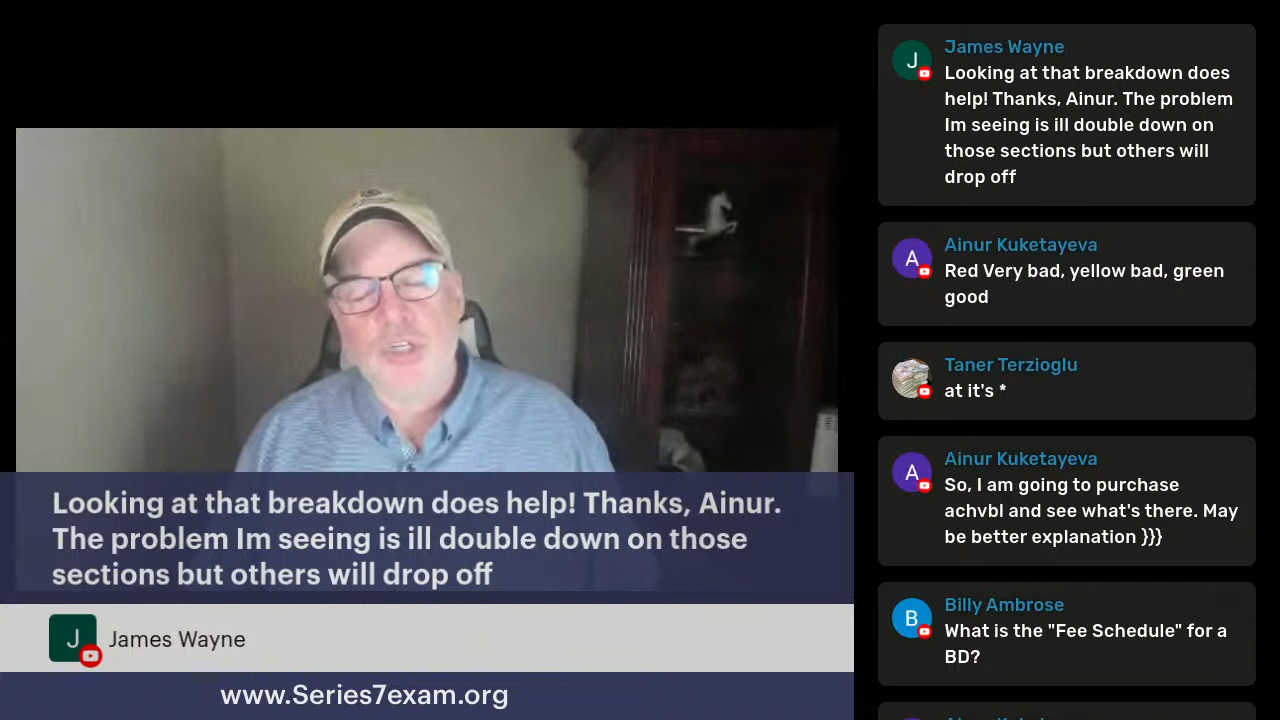 Looking at that breakdown does help! Thanks, Ainur.
The problem Im seeing is ill double down on those
sections but others will drop off
J
James Wayne
www.Series7exam.org
J
James Wayne
Looking at that breakdown does
help! Thanks, Ainur. The problem
Im seeing is ill double down on
those sections but others will
drop off
A
Ainur Kuketayeva
Red Very bad, yellow bad, green
good
Taner Terzioglu
at it's *
A
Ainur Kuketayeva
So, I am going to purchase
achvbl and see what's there. May
be better explanation }}}
B
Billy Ambrose
What is the "Fee Schedule" for a
BD?